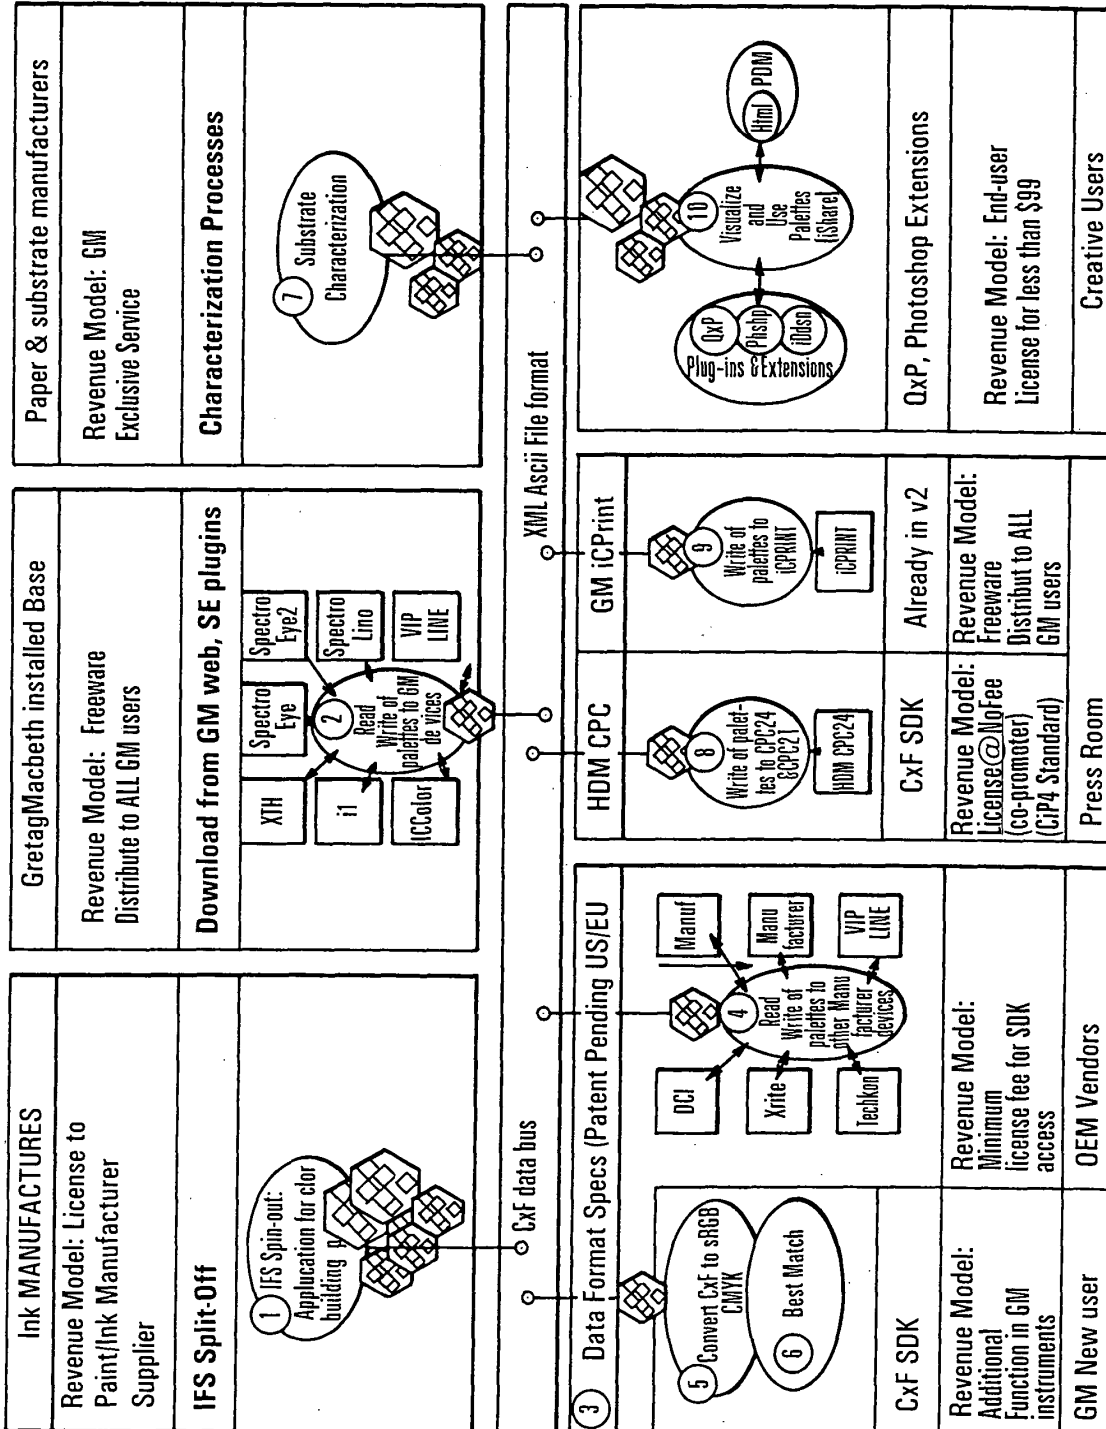 Ink MANUFACTURES
Revenue Model: License to
Paint/Ink Manufacturer
Supplier
IFS Split-Off
1
IFS Spin-out:
Applucation for clor
building p
GretagMacbeth installed Base
Revenue Model: Freeware
Distribute to ALL GM users
Download from GM web, SE plugins
XTH
Spectro
Eye
Spectro
Eye2
i1
Spectro
Lino
ICColor
VIP
LINE
2
Read
Write of
palettes to GM
de vices
Paper & substrate manufacturers
Revenue Model: GM
Exclusive Service
Characterization Processes
7
Substrate
Characterization
CxF data bus
XML Ascii File format
3
Data Format Specs (Patent Pending US/EU
5
Convert CxF to sRGB
CMYK
6
Best Match
CxF SDK
Revenue Model:
Additional
Function in GM
instruments
GM New user
DCI
Manuf
Xrite
Manu
facturer
Techkon
VIP
LINE
4
Read
Write of
palettes to
other Manu
facturer
devices
Revenue Model:
Minimum
license fee for SDK
access
OEM Vendors
HDM CPC
8
Write of palet-
tes to CPC24
&CPC21
HDM CPC24
CxF SDK
Revenue Model:
License@NoFee
(co-promoter)
(CiP4 Standard)
GM iCPrint
9
Write of
palettes to
iCPRINT
iCPRINT
Already in v2
Revenue Model:
Freeware
Distribut to ALL
GM users
Press Room
QxP
Phshp
iDdsn
Plug-ins &Extensions
10
Visualize
and
Use
Palettes
(iShare)
Html
PDM
QxP, Photoshop Extensions
Revenue Model: End-user
License for less than $99
Creative Users